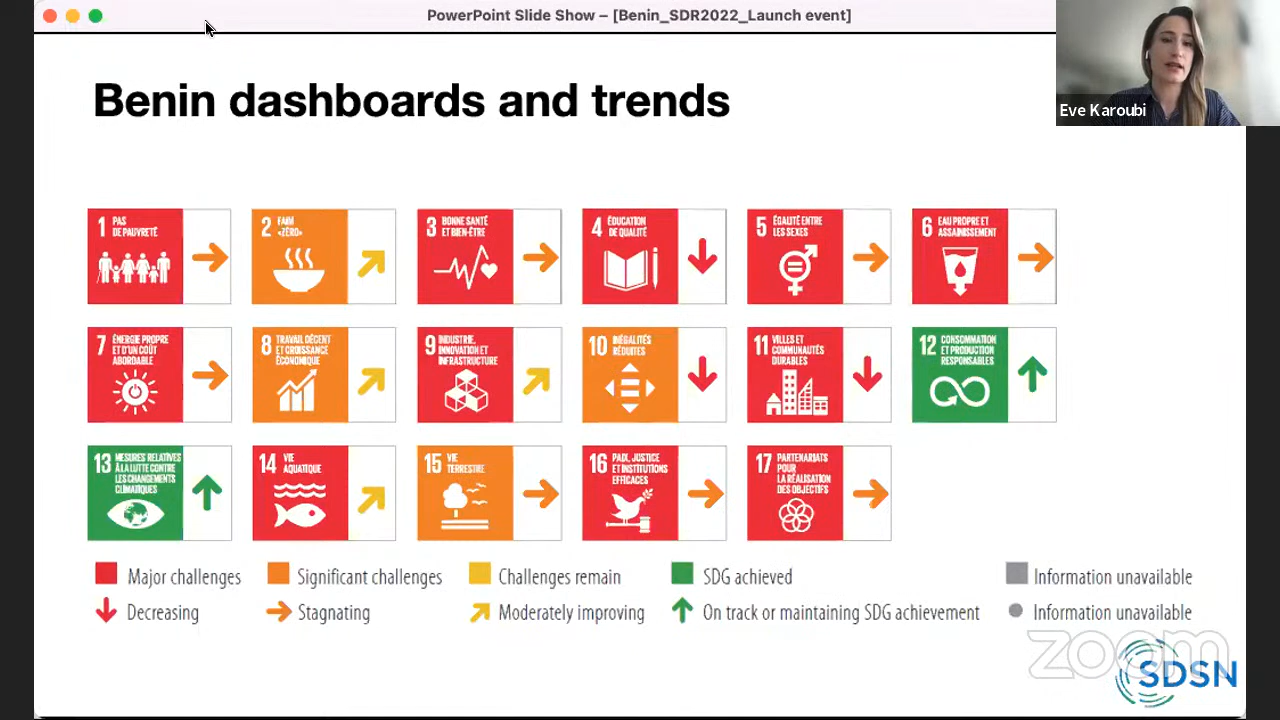 PowerPoint Slide Show – [Benin_SDR2022_Launch event]
Eve Karoubi
Benin dashboards and trends
1 PAS
DE PAUVRETÉ
2 FAIM
«ZÉRO»
3 BONNE SANTÉ
ET BIEN-ÊTRE
4 ÉDUCATION
DE QUALITÉ
5 ÉGALITÉ ENTRE
LES SEXES
6 EAU PROPRE ET
ASSAINISSEMENT
7 ÉNERGIE PROPRE
ET D'UN COÛT
ABORDABLE
8 TRAVAIL DÉCENT
ET CROISSANCE
ÉCONOMIQUE
9 INDUSTRIE,
INNOVATION ET
INFRASTRUCTURE
10 INÉGALITÉS
RÉDUITES
11 VILLES ET
COMMUNAUTÉS
DURABLES
12 CONSOMMATION
ET PRODUCTION
RESPONSABLES
13 MESURES RELATIVES
À LA LUTTE CONTRE
LES CHANGEMENTS
CLIMATIQUES
14 VIE
AQUATIQUE
15 VIE
TERRESTRE
16 PAIX, JUSTICE
ET INSTITUTIONS
EFFICACES
17 PARTENARIATS
POUR
LA RÉALISATION
DES OBJECTIFS
Major challenges
Significant challenges
Challenges remain
SDG achieved
Information unavailable
Decreasing
Stagnating
Moderately improving
On track or maintaining SDG achievement
Information unavailable
zoom
SDSN